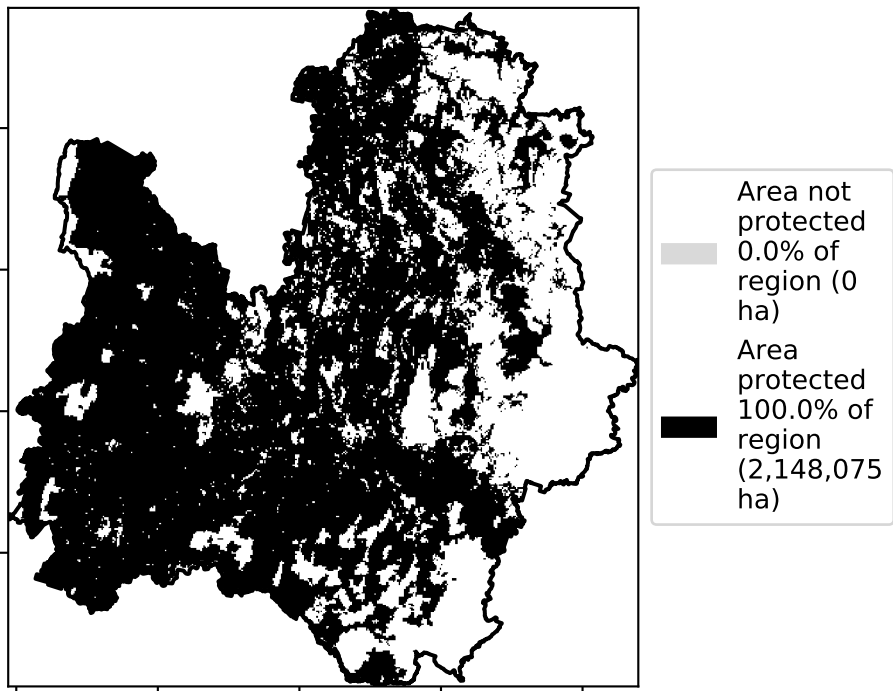 Area not
protected
0.0% of
region (0
ha)
Area
protected
100.0% of
region
(2,148,075
ha)